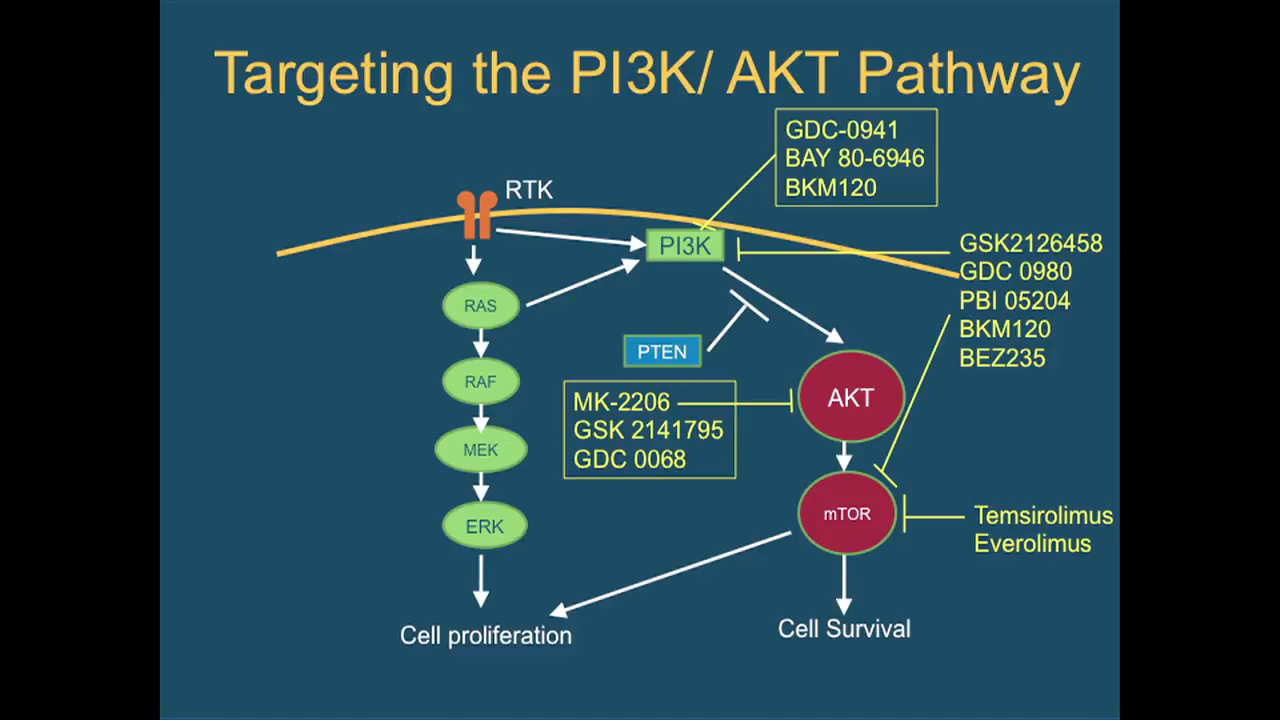 Targeting the PI3K/ AKT Pathway
GDC-0941
BAY 80-6946
BKM120
RTK
PI3K
GSK2126458
GDC 0980
PBI 05204
BKM120
BEZ235
RAS
PTEN
RAF
MK-2206
GSK 2141795
GDC 0068
AKT
MEK
mTOR
ERK
Temsirolimus
Everolimus
Cell proliferation
Cell Survival